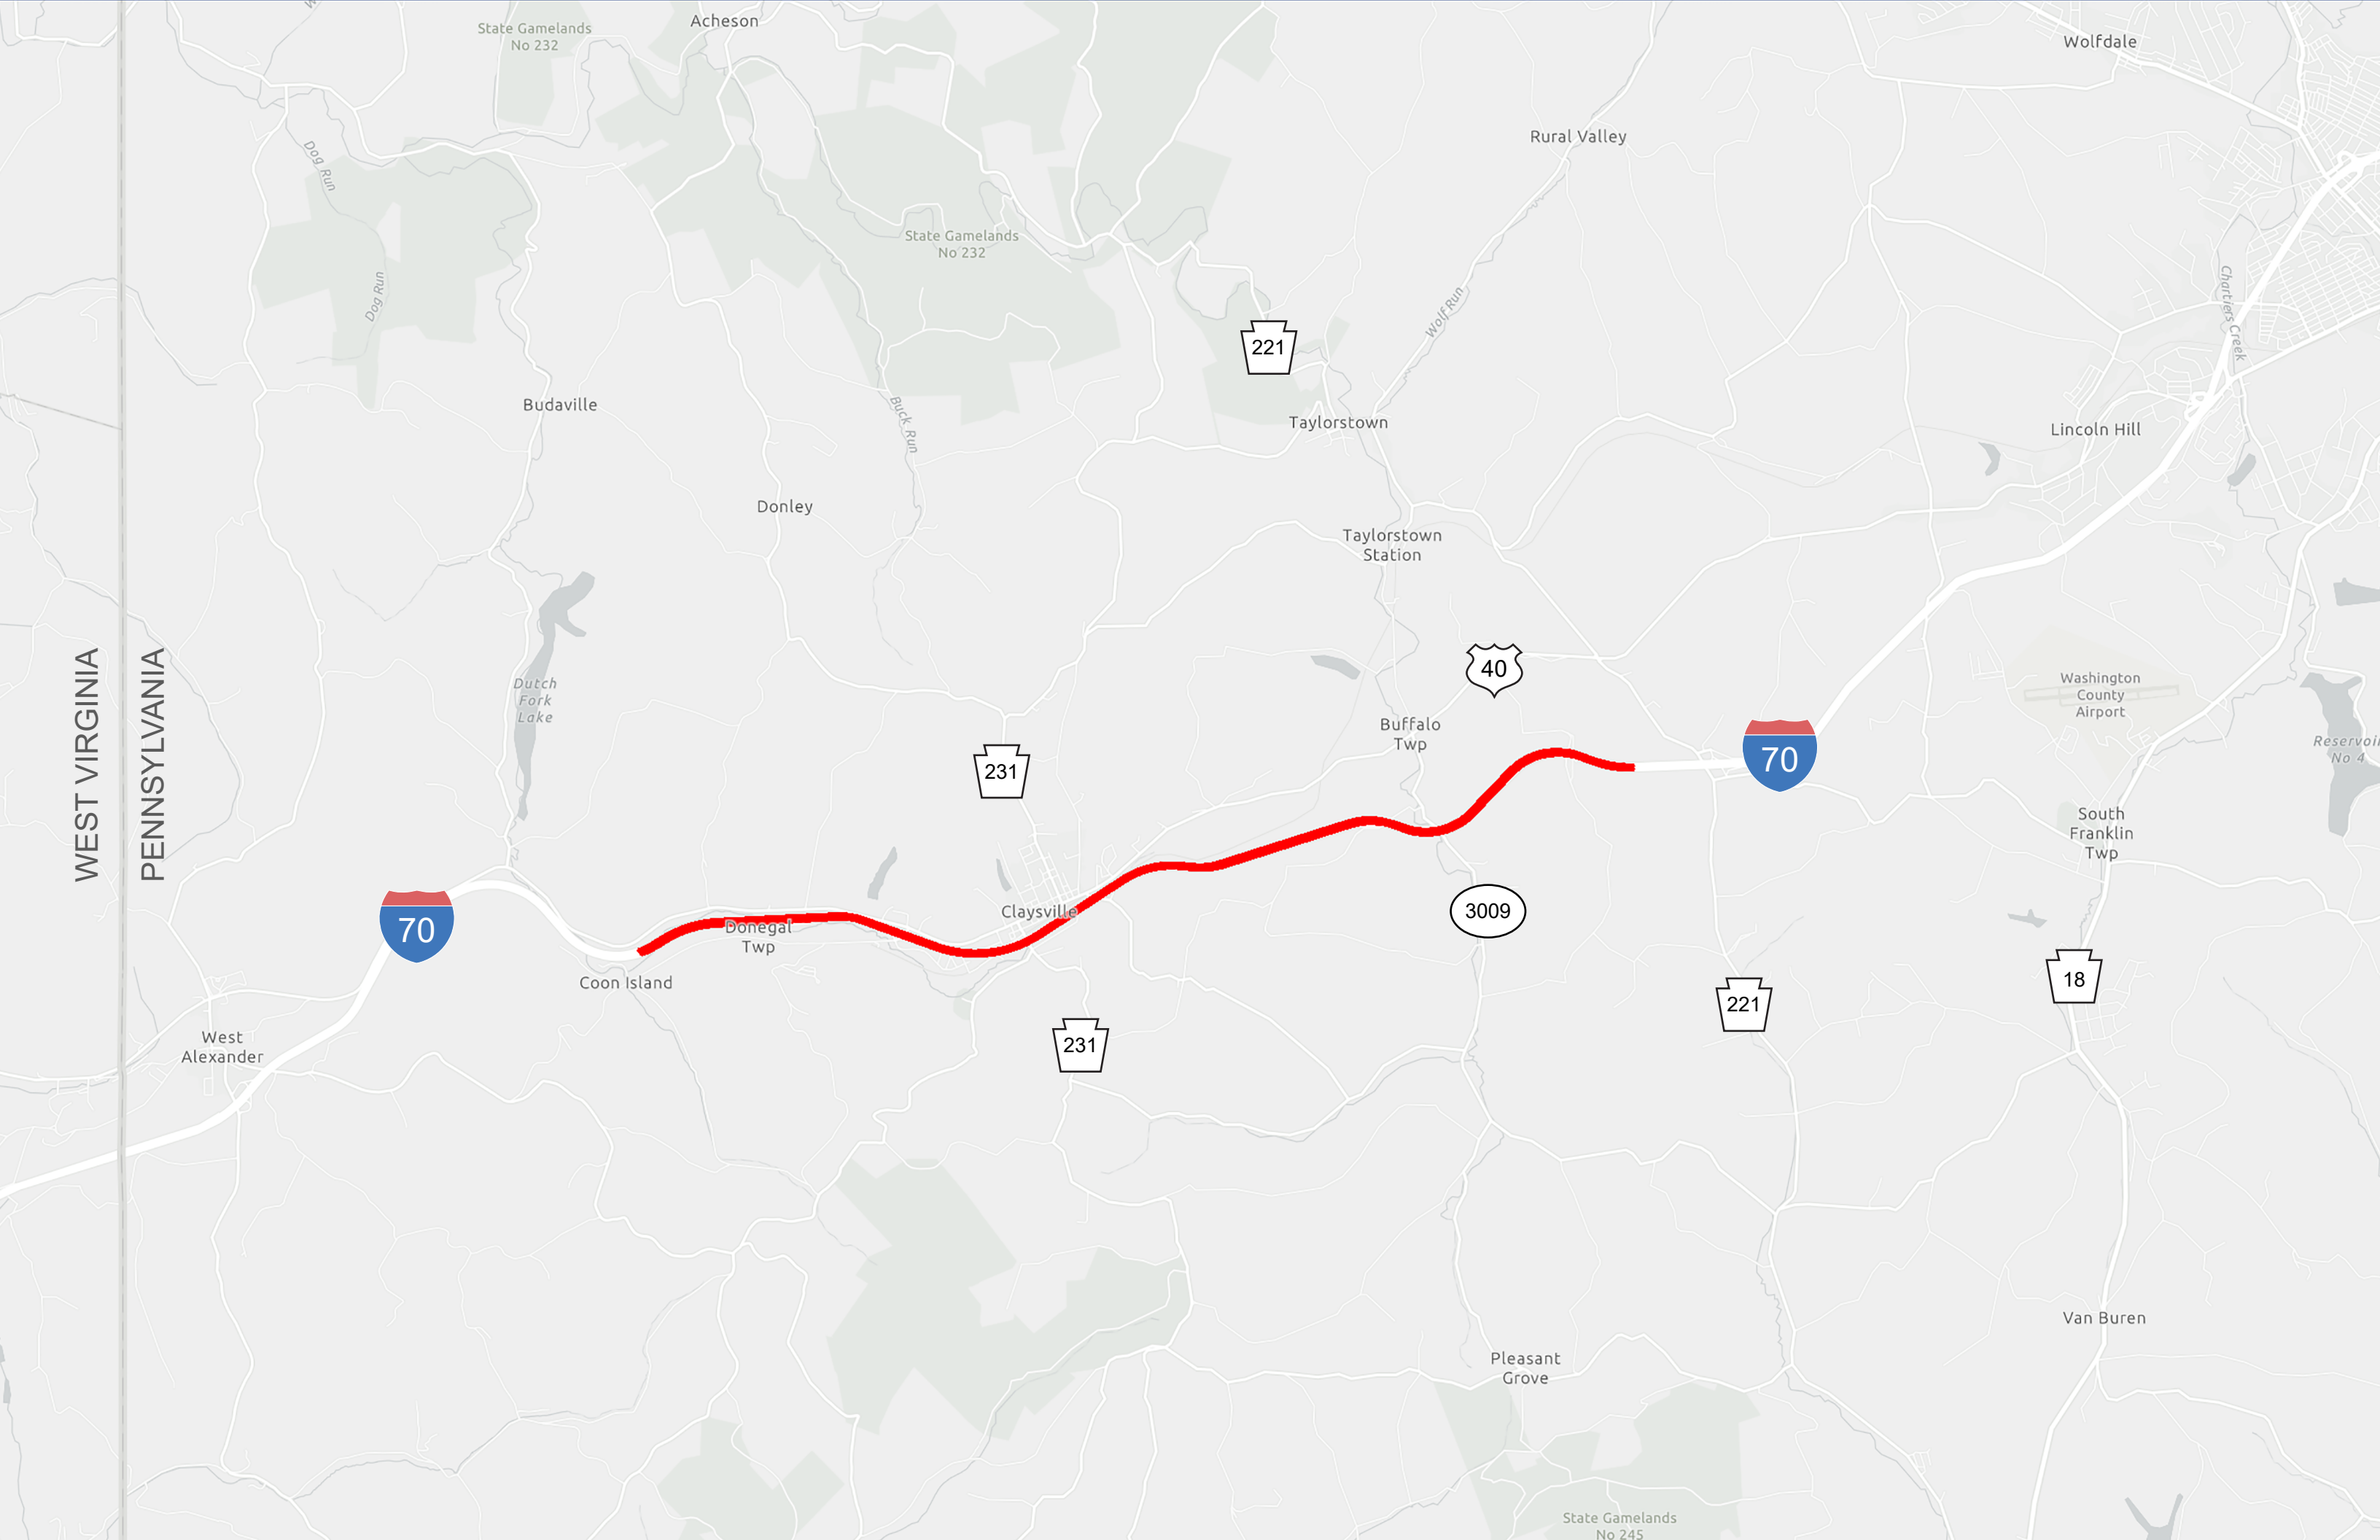 Acheson
State Gamelands
No 232
Wolfdale
Rural Valley
Dog Run
State Gamelands
No 232
Dog Run
Wolf Run
Chartiers Creek
221
Budaville
Buck Run
Taylorstown
Lincoln Hill
Donley
Taylorstown
Station
WEST VIRGINIA
PENNSYLVANIA
Dutch
Fork
Lake
40
Washington
County
Airport
Buffalo
Twp
70
231
Reservoir
No 4
South
Franklin
Twp
70
Claysville
3009
Donegal
Twp
Coon Island
18
221
West
Alexander
231
Van Buren
Pleasant
Grove
State Gamelands
No 245